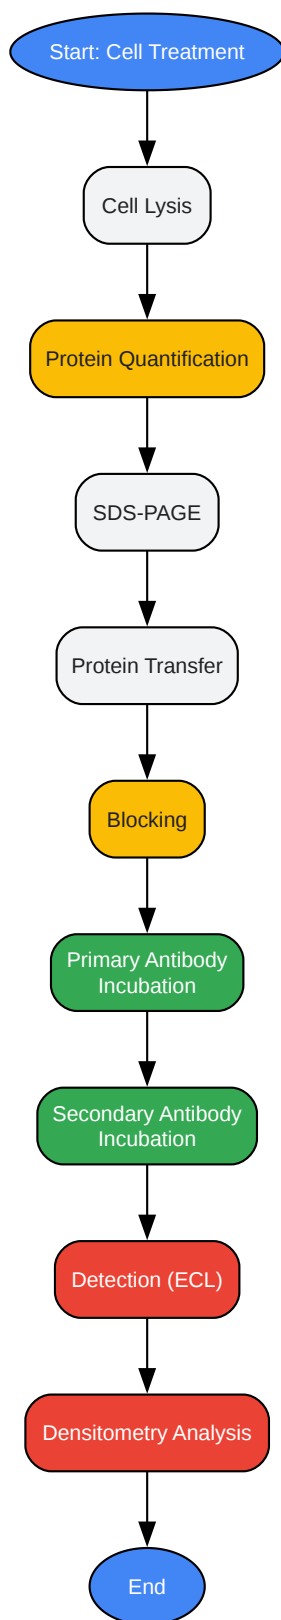 Start: Cell Treatment
Cell Lysis
Protein Quantification
SDS-PAGE
Protein Transfer
Blocking
Primary Antibody
Incubation
Secondary Antibody
Incubation
Detection (ECL)
Densitometry Analysis
End